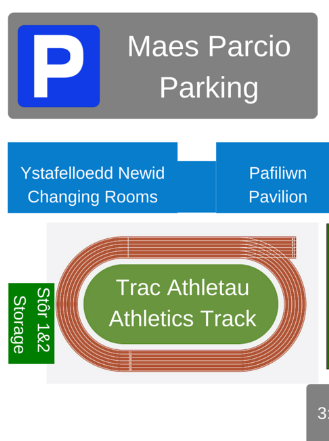 P
Maes Parcio
Parking
Ystafelloedd Newid
Changing Rooms
Pafiliwn
Pavilion
Trac Athletau
Athletics Track
Stôr 1&2
Storage